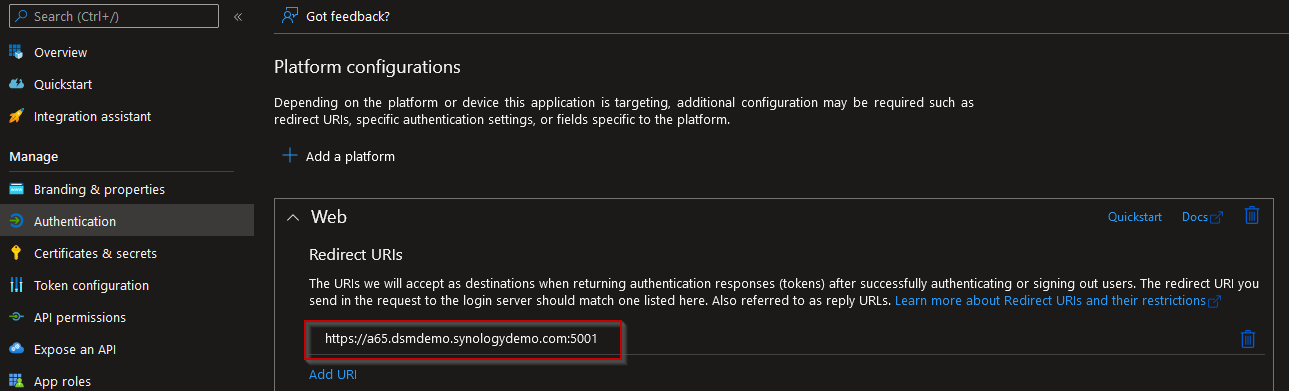 Search (Ctrl+/)
«
Overview
Quickstart
Integration assistant
Manage
Branding & properties
Authentication
Certificates & secrets
Token configuration
API permissions
Expose an API
App roles
Got feedback?
Platform configurations
Depending on the platform or device this application is targeting, additional configuration may be required such as
redirect URIs, specific authentication settings, or fields specific to the platform.
Add a platform
Web
Quickstart
Docs
Redirect URIs
The URIs we will accept as destinations when returning authentication responses (tokens) after successfully authenticating or signing out users. The redirect URI you
send in the request to the login server should match one listed here. Also referred to as reply URLs. Learn more about Redirect URIs and their restrictions
https://a65.dsmdemo.synologydemo.com:5001
Add URI